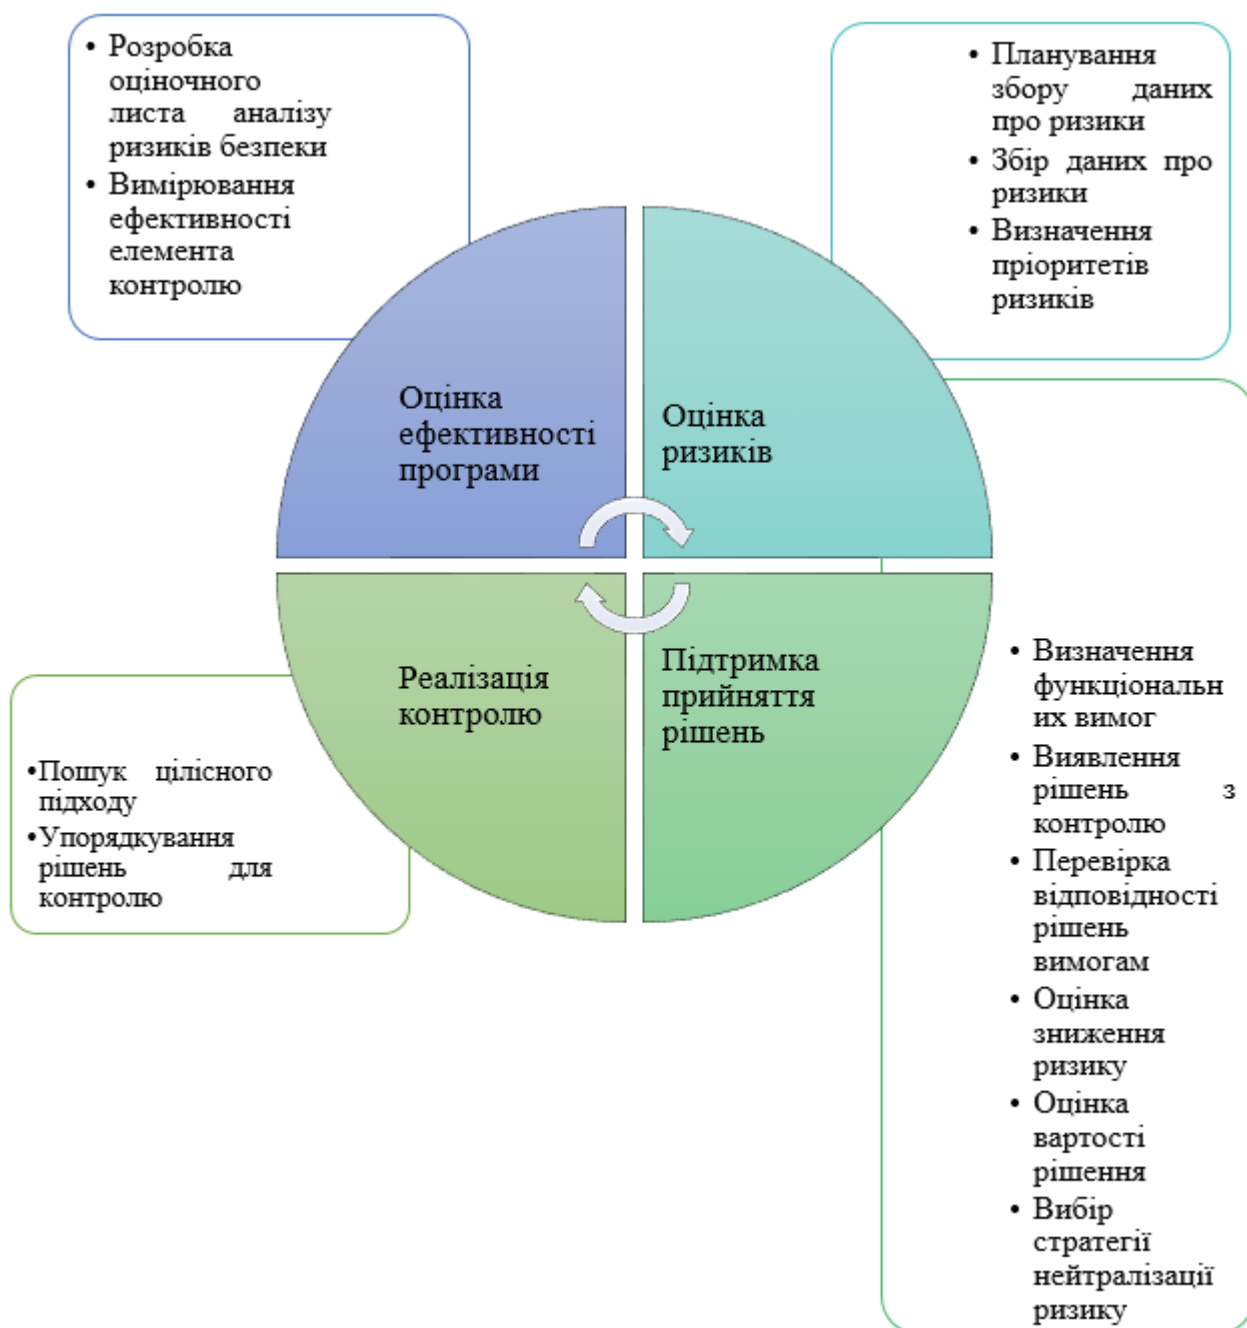 • Розробка
оціночного
листа аналізу
ризиків безпеки
• Вимірювання
ефективності
елемента
контролю
• Планування
збору даних
про ризики
• Збір даних про
ризики
• Визначення
пріоритетів
ризиків
Оцінка
ефективності
програми
Оцінка
ризиків
Реалізація
контролю
Підтримка
прийняття
рішень
•Пошук цілісного
підходу
•Упорядкування
рішень для
контролю
• Визначення
функціональн
их вимог
• Виявлення
рішень з
контролю
• Перевірка
відповідності
рішень
вимогам
• Оцінка
зниження
ризику
• Оцінка
вартості
рішення
• Вибір
стратегії
нейтралізації
ризику